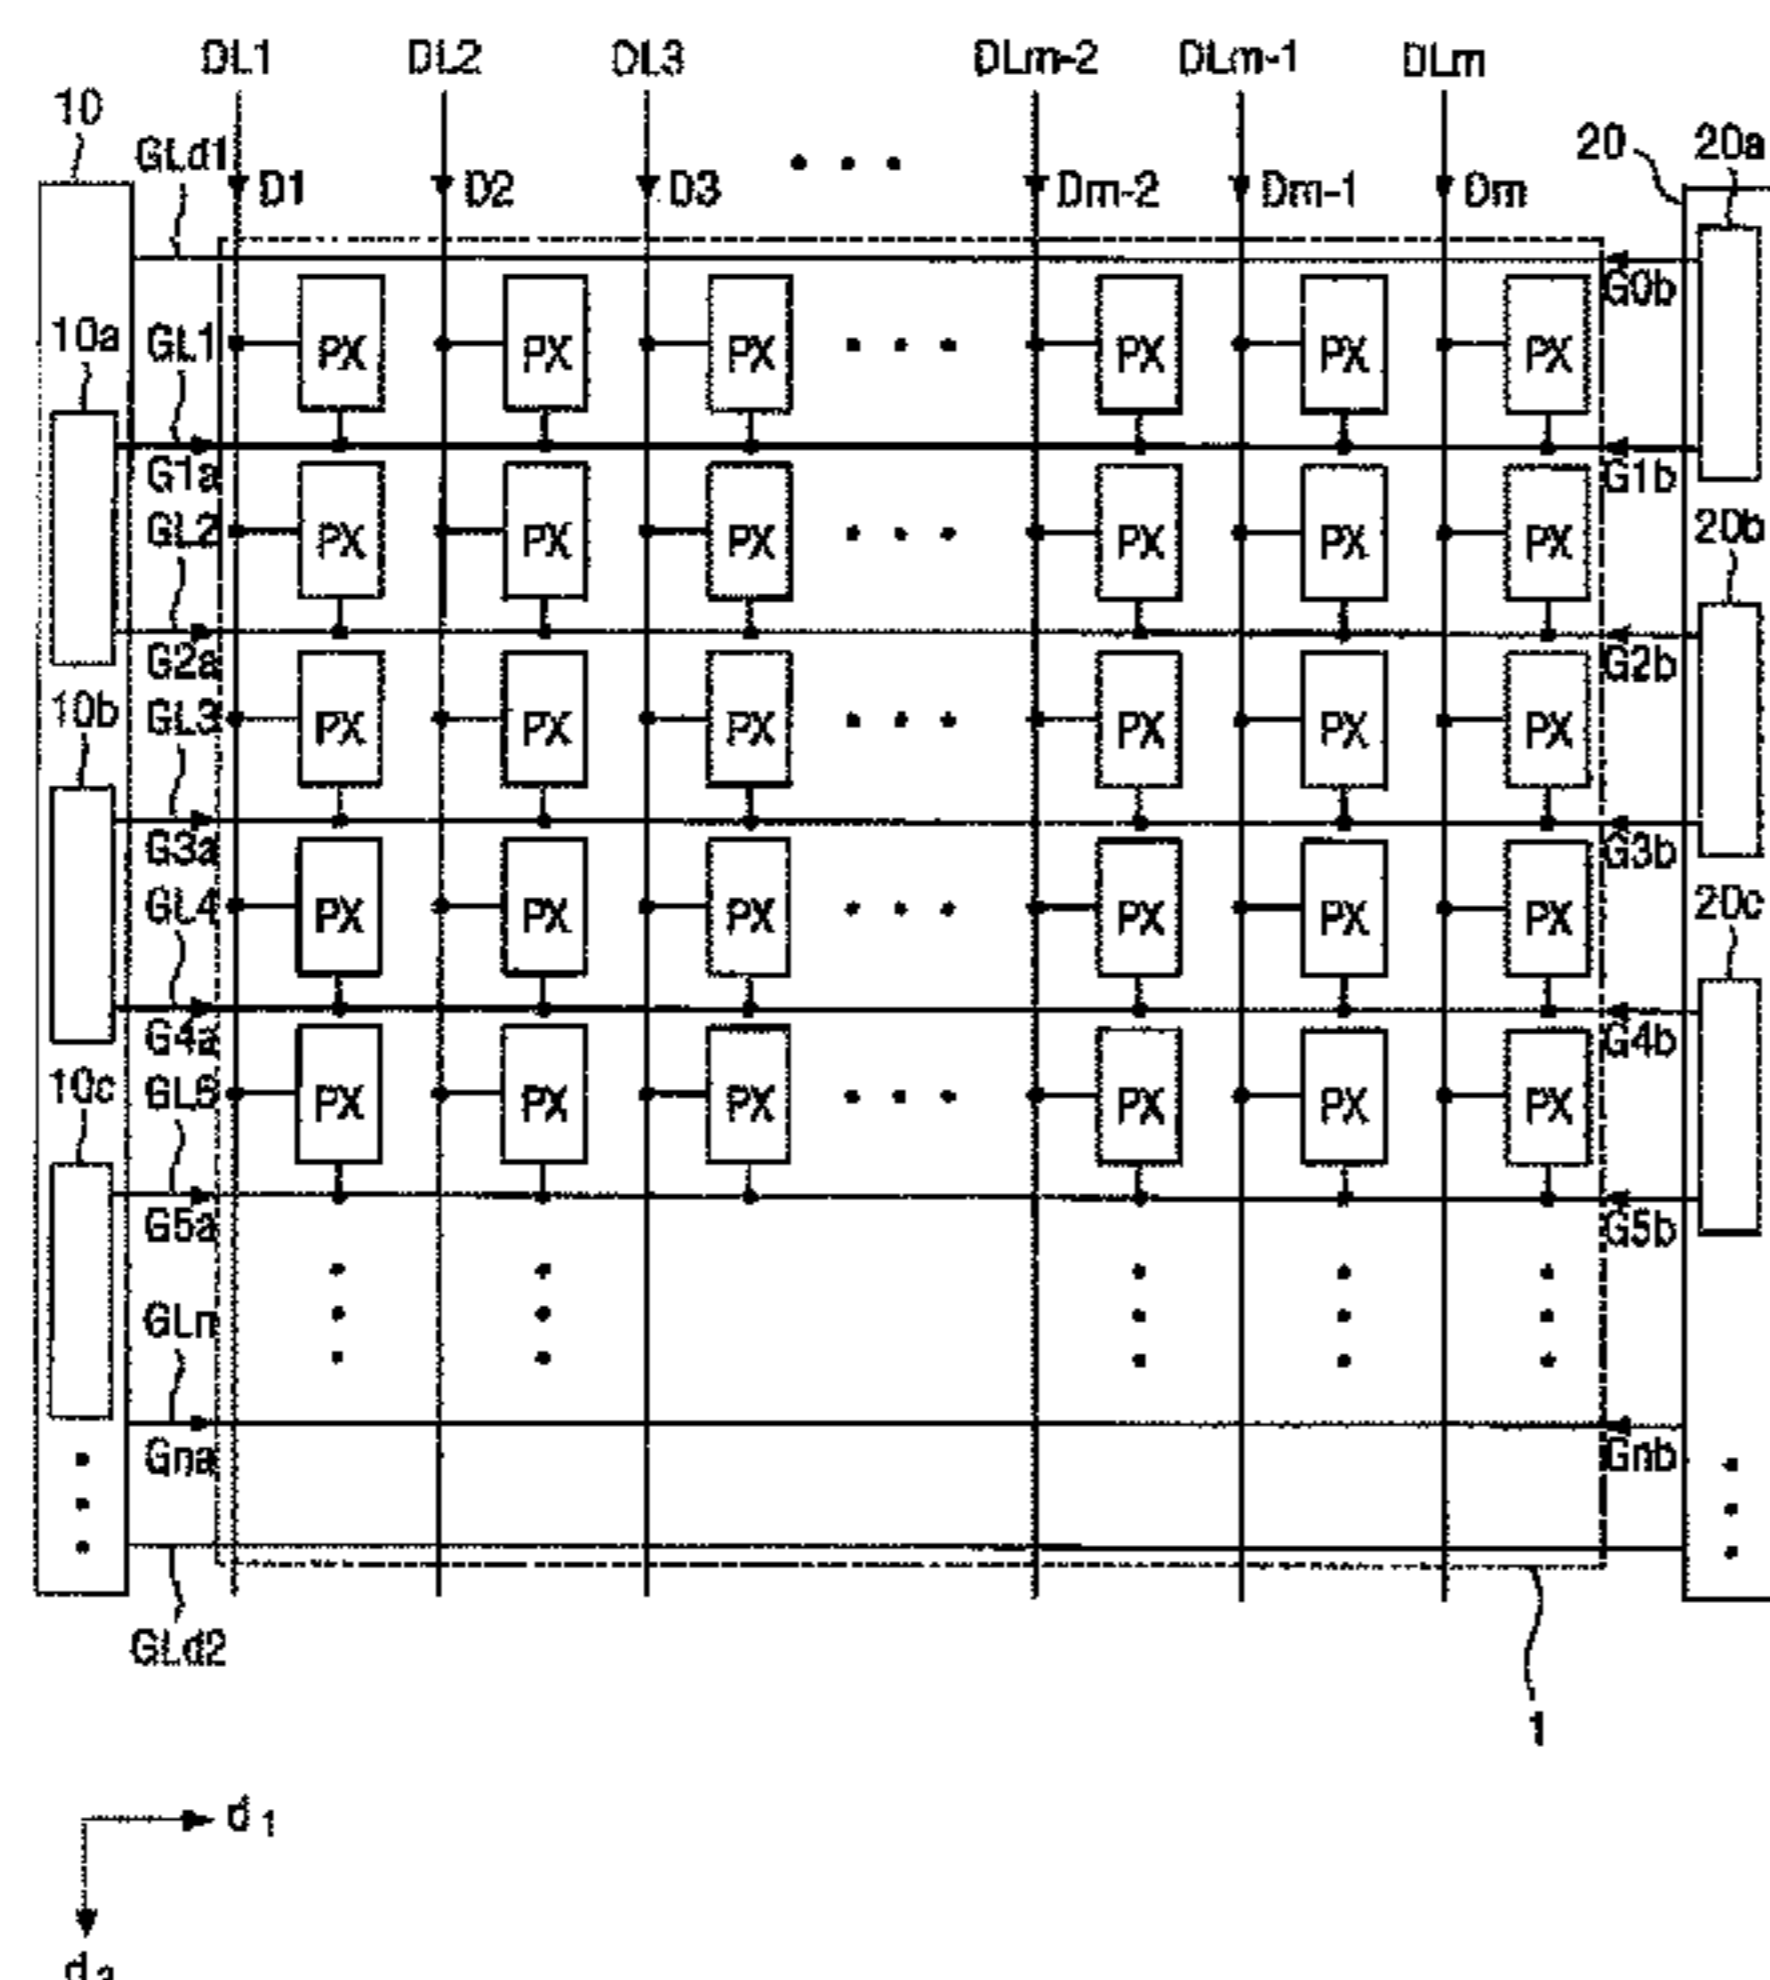 DL1 DL2 DL3 DLm-2 DLm-1 DLm
10 GLd1 20 20a
D1 D2 D3 Dm-2 Dm-1 Dm
G0b
10a GL1 PX PX PX PX PX PX
G1a G1b
GL2 PX PX PX PX PX PX 20b
G2a G2b
10b GL3 PX PX PX PX PX PX
G3a G3b
GL4 PX PX PX PX PX PX 20c
G4a G4b
10c GL5 PX PX PX PX PX PX
G5a G5b
GLn
Gna Gnb
GLd2
1
d1